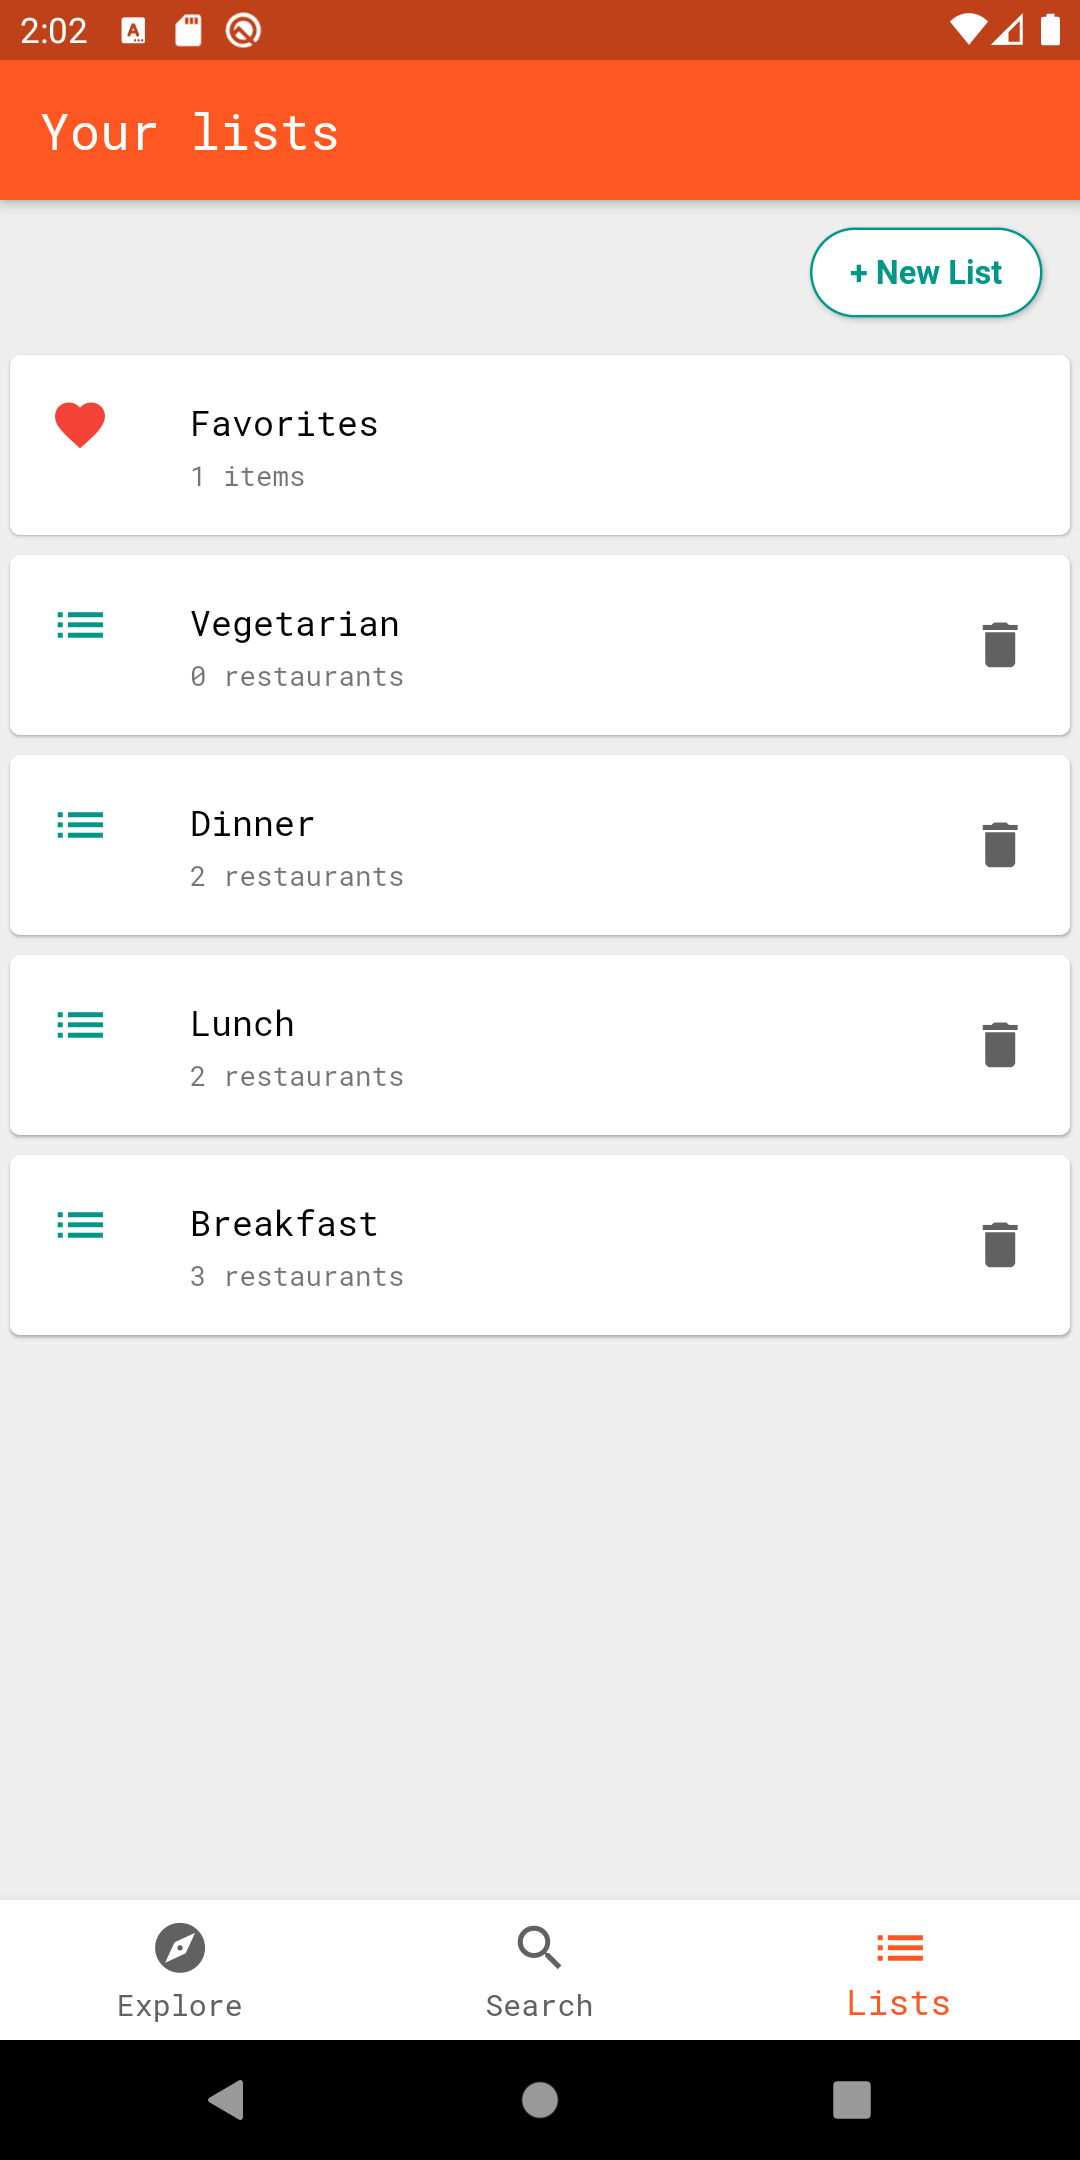 2:02
Your lists
+ New List
Favorites
1 items
Vegetarian
0 restaurants
Dinner
2 restaurants
Lunch
2 restaurants
Breakfast
3 restaurants
Explore
Search
Lists